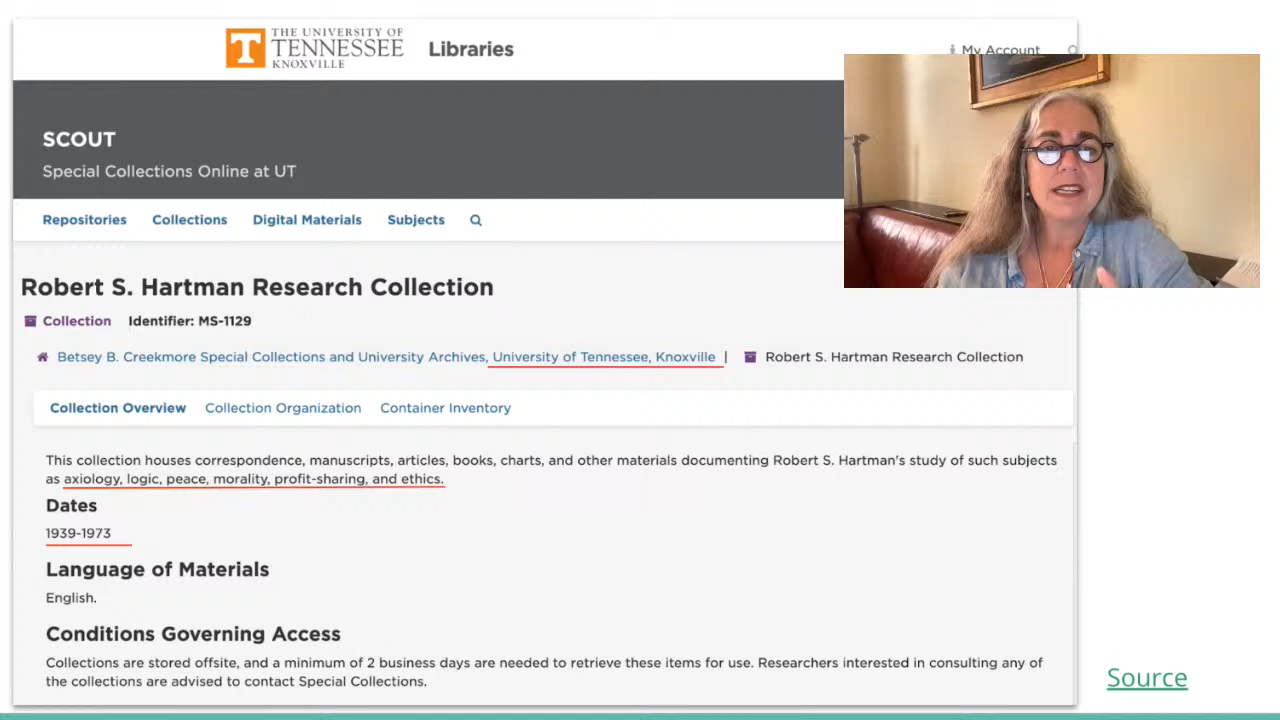 THE UNIVERSITY OF
TENNESSEE
KNOXVILLE
Libraries
My Account
SCOUT
Special Collections Online at UT
Repositories Collections Digital Materials Subjects
Robert S. Hartman Research Collection
Collection Identifier: MS-1129
Betsey B. Creekmore Special Collections and University Archives, University of Tennessee, Knoxville | Robert S. Hartman Research Collection
Collection Overview Collection Organization Container Inventory
This collection houses correspondence, manuscripts, articles, books, charts, and other materials documenting Robert S. Hartman's study of such subjects
as axiology, logic, peace, morality, profit-sharing, and ethics.
Dates
1939-1973
Language of Materials
English.
Conditions Governing Access
Collections are stored offsite, and a minimum of 2 business days are needed to retrieve these items for use. Researchers interested in consulting any of
the collections are advised to contact Special Collections.
Source